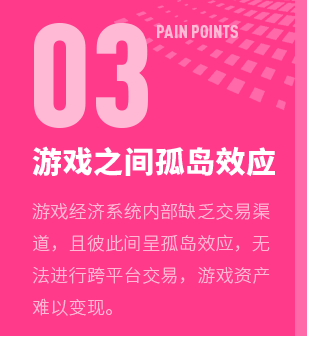 03
PAIN POINTS
游戏之间孤岛效应
游戏经济系统内部缺乏交易渠
道，且彼此间呈孤岛效应，无
法进行跨平台交易，游戏资产
难以变现。